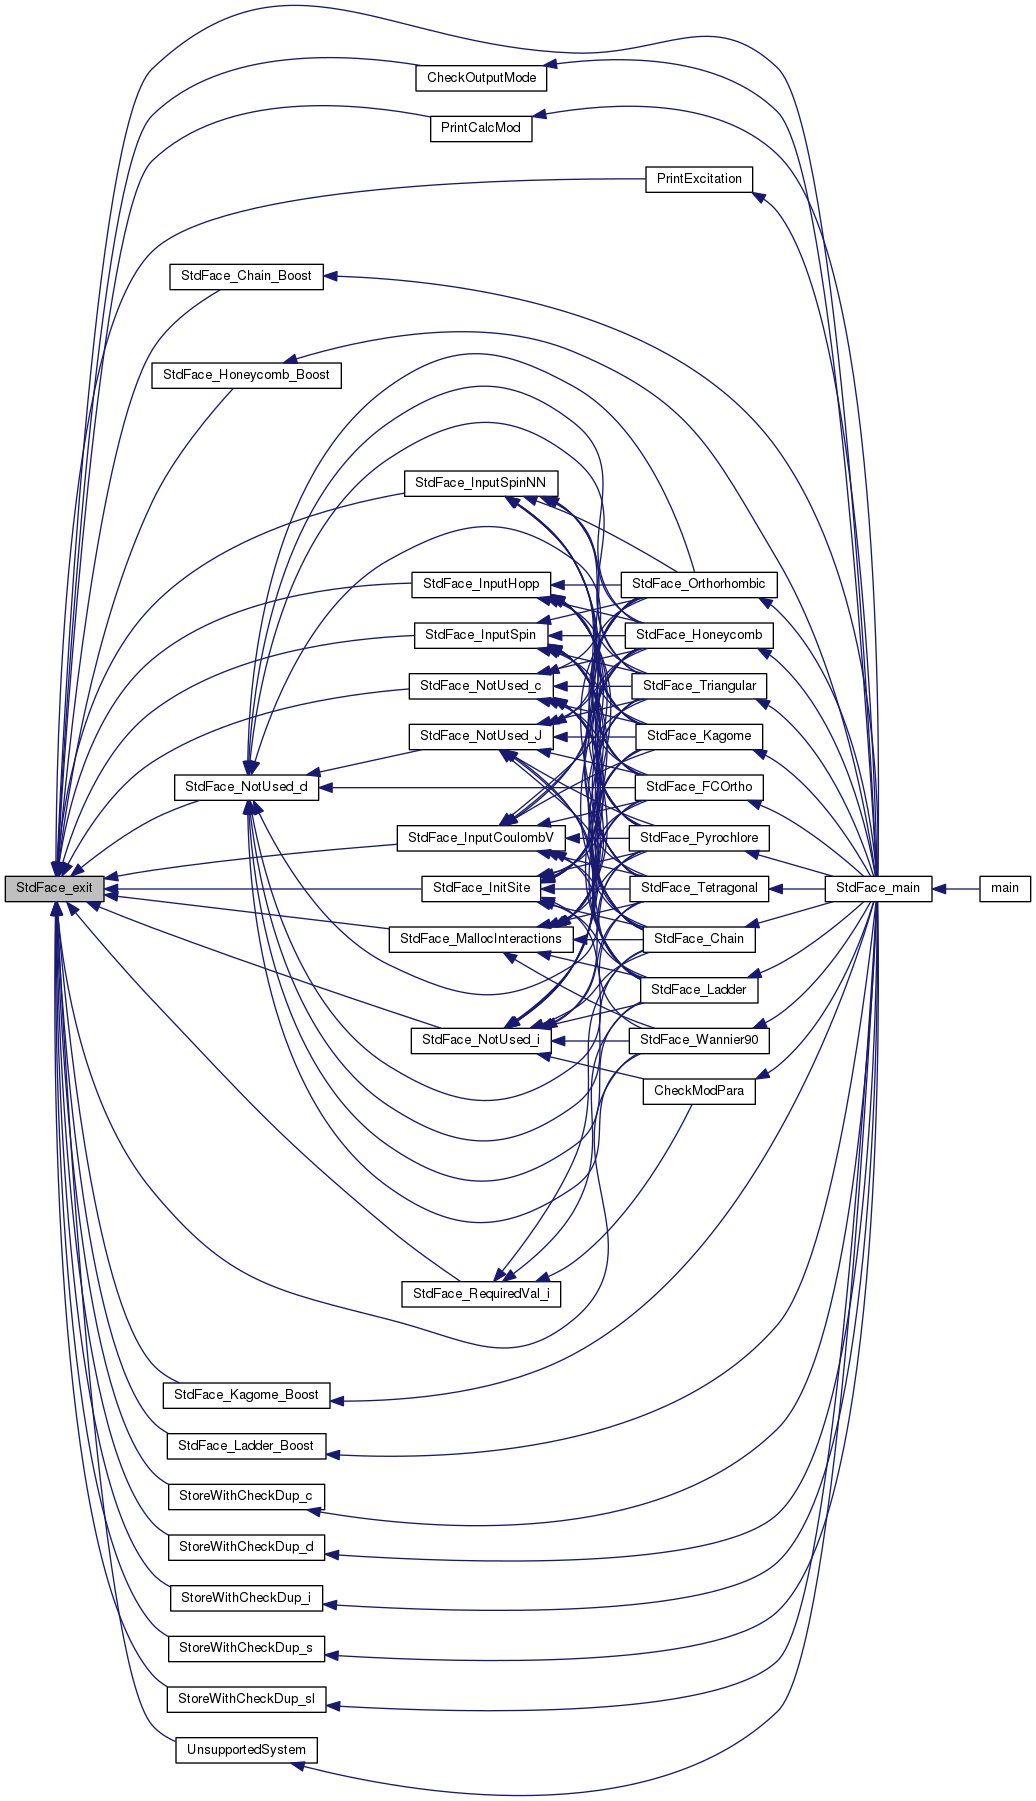 CheckOutputMode
PrintCalcMod
PrintExcitation
StdFace_Chain_Boost
StdFace_Honeycomb_Boost
StdFace_InputSpinNN
StdFace_InputHopp
StdFace_Orthorhombic
StdFace_InputSpin
StdFace_Honeycomb
StdFace_NotUsed_c
StdFace_Triangular
StdFace_NotUsed_J
StdFace_Kagome
StdFace_NotUsed_d
StdFace_FCOrtho
StdFace_InputCoulombV
StdFace_Pyrochlore
StdFace_exit
StdFace_InitSite
StdFace_Tetragonal
StdFace_main
main
StdFace_MallocInteractions
StdFace_Chain
StdFace_Ladder
StdFace_NotUsed_i
StdFace_Wannier90
CheckModPara
StdFace_RequiredVal_i
StdFace_Kagome_Boost
StdFace_Ladder_Boost
StoreWithCheckDup_c
StoreWithCheckDup_d
StoreWithCheckDup_i
StoreWithCheckDup_s
StoreWithCheckDup_sl
UnsupportedSystem